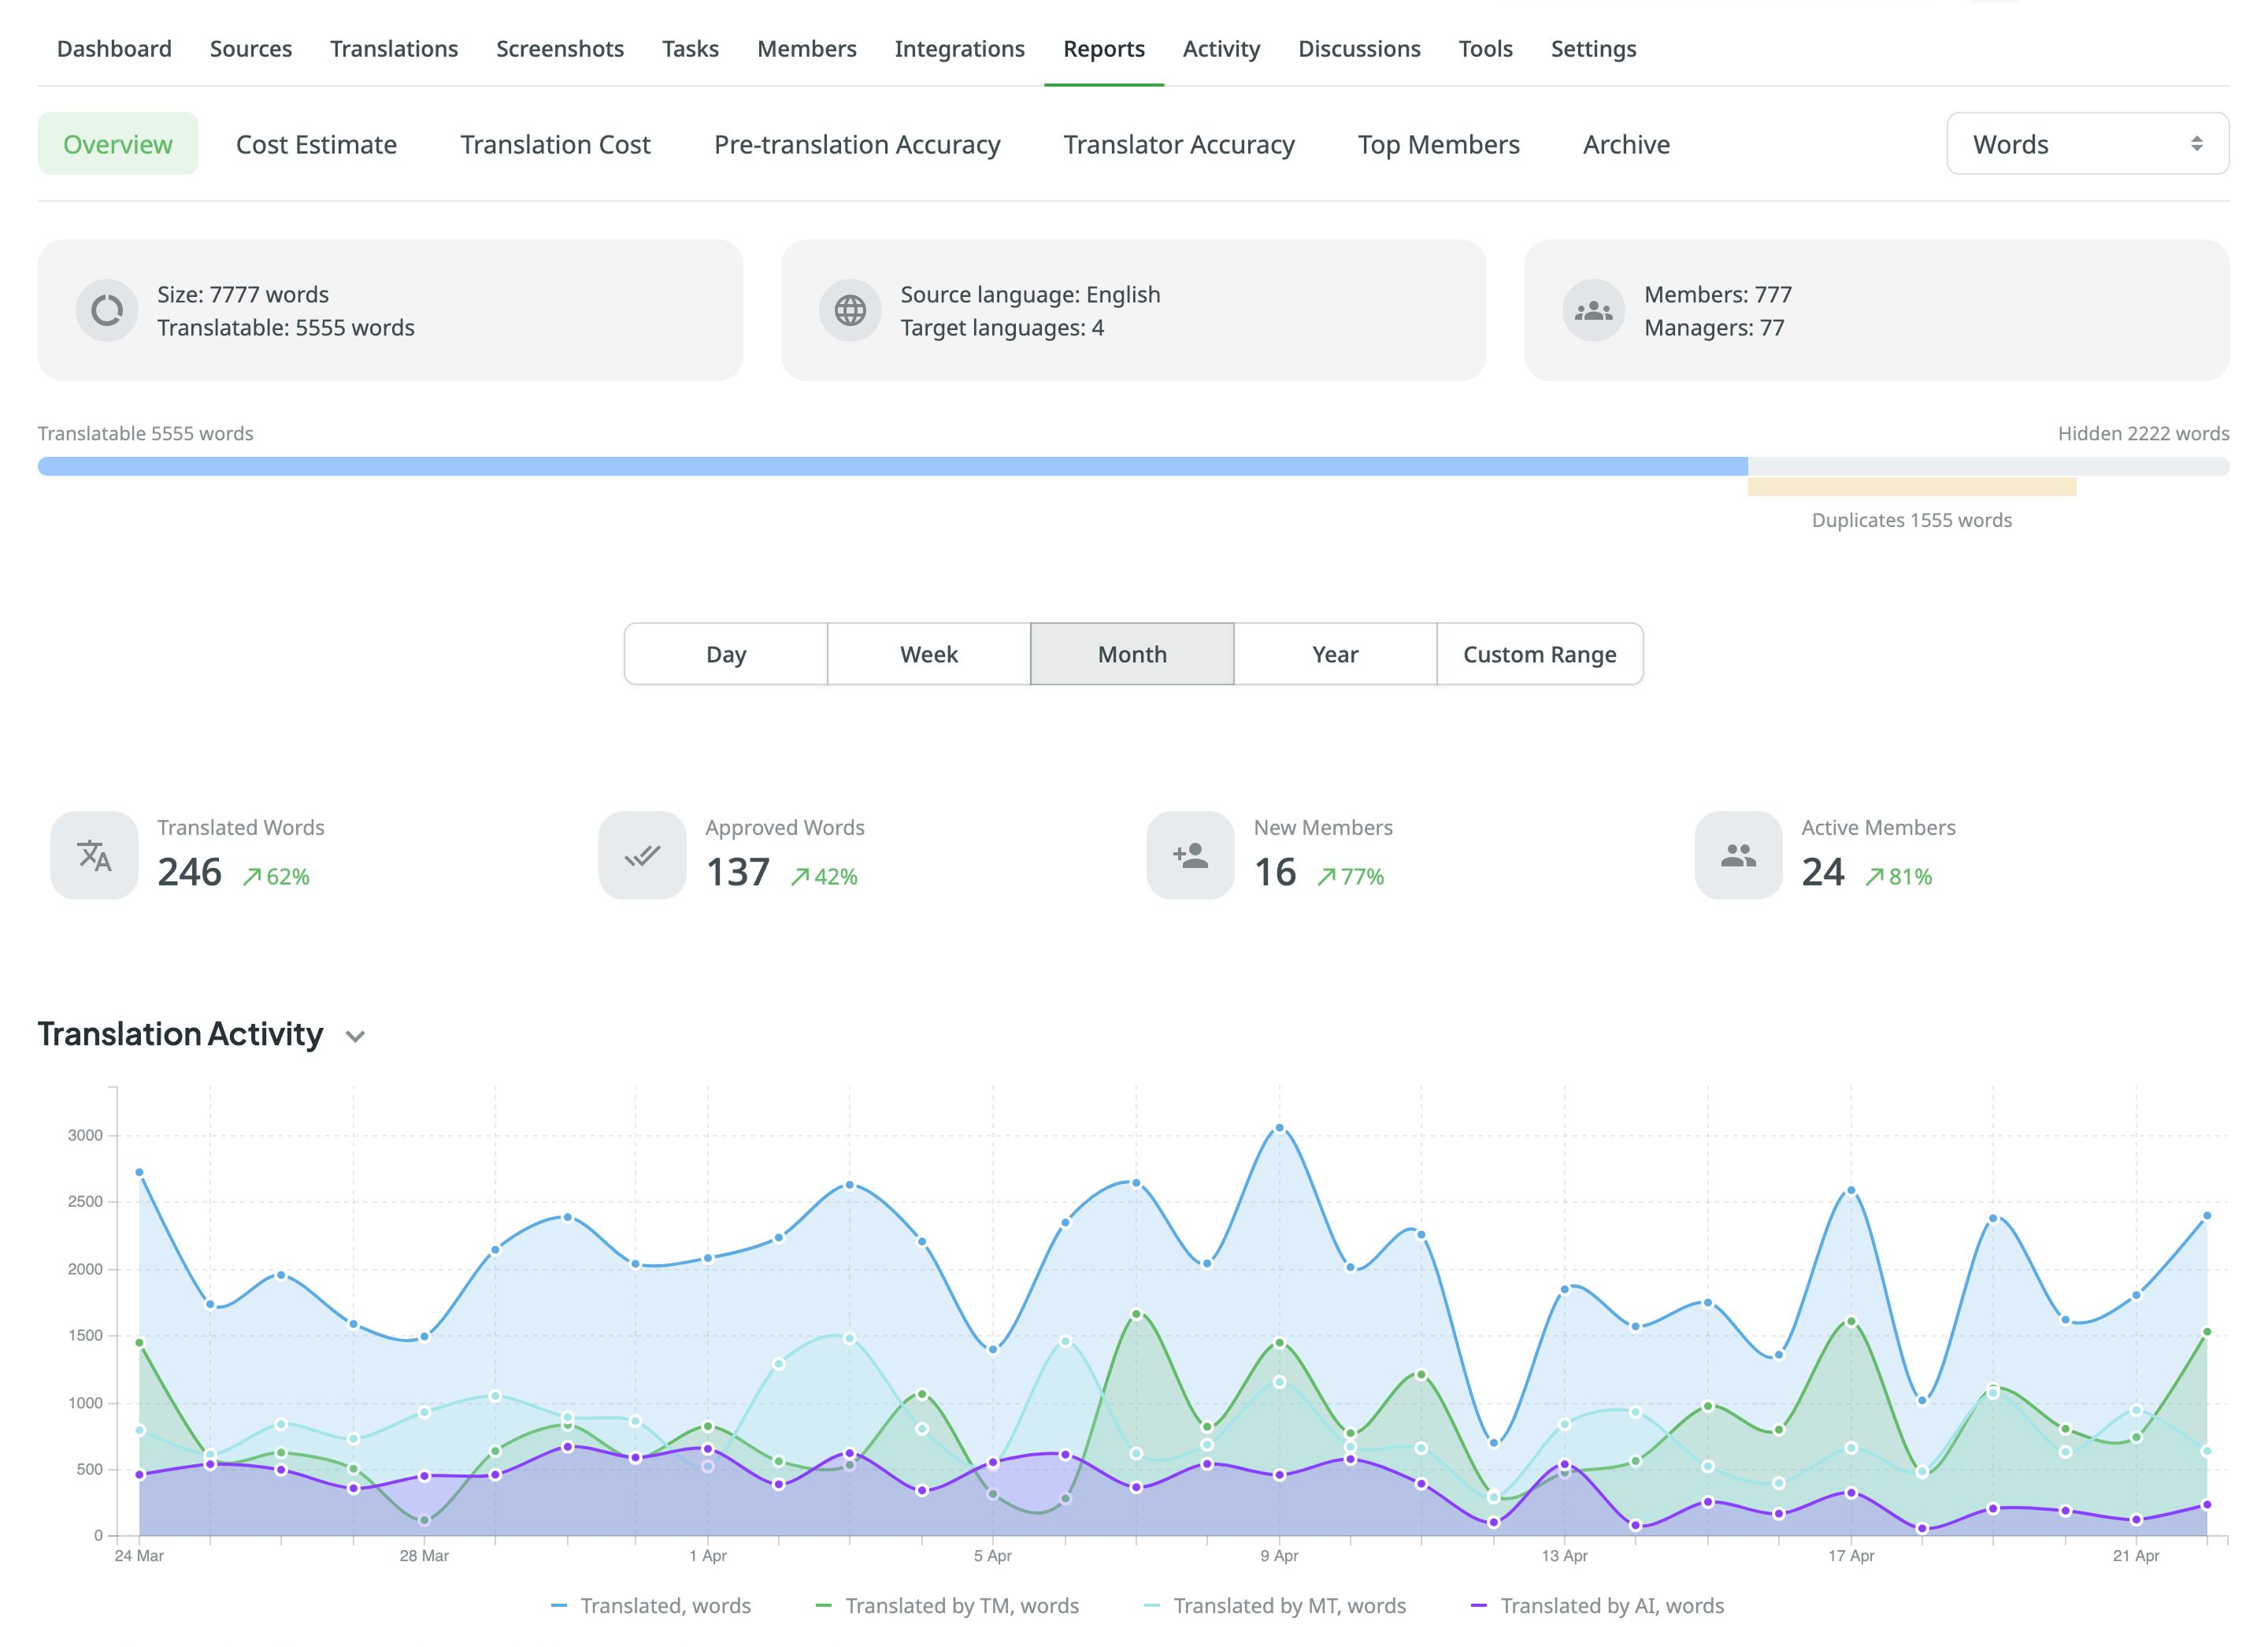 Dashboard Sources Translations Screenshots Tasks Members Integrations Reports Activity Discussions Tools Settings
Overview Cost Estimate Translation Cost Pre-translation Accuracy Translator Accuracy Top Members Archive Words
Size: 7777 words
Translatable: 5555 words
Source language: English
Target languages: 4
Members: 777
Managers: 77
Translatable 5555 words
Hidden 2222 words
Duplicates 1555 words
Day Week Month Year Custom Range
Translated Words
246 62%
Approved Words
137 42%
New Members
16 77%
Active Members
24 81%
Translation Activity
3000
2500
2000
1500
1000
500
0
24 Mar 28 Mar 1 Apr 5 Apr 9 Apr 13 Apr 17 Apr 21 Apr
Translated, words Translated by TM, words Translated by MT, words Translated by AI, words